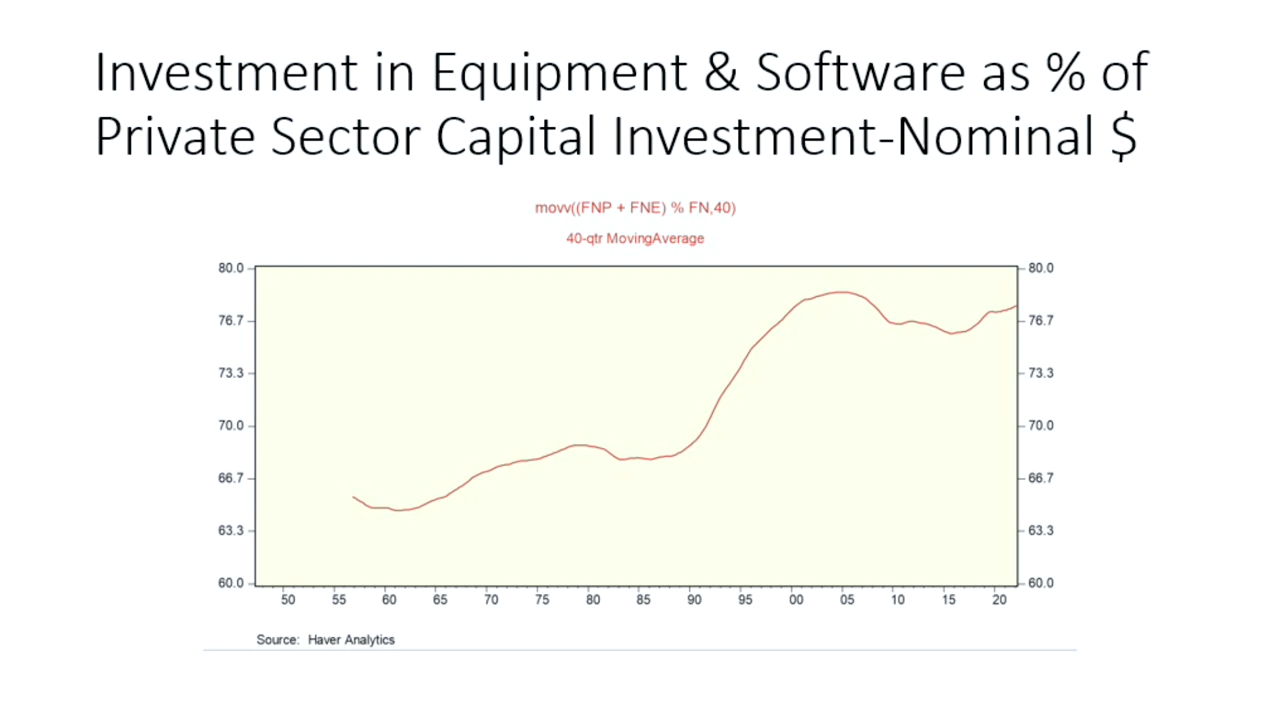 Investment in Equipment & Software as % of
Private Sector Capital Investment-Nominal $
movv((FNP + FNE) % FN,40)
40-qtr MovingAverage
80.0 80.0
76.7 76.7
73.3 73.3
70.0 70.0
66.7 66.7
63.3 63.3
60.0 60.0
50 55 60 65 70 75 80 85 90 95 00 05 10 15 20
Source: Haver Analytics